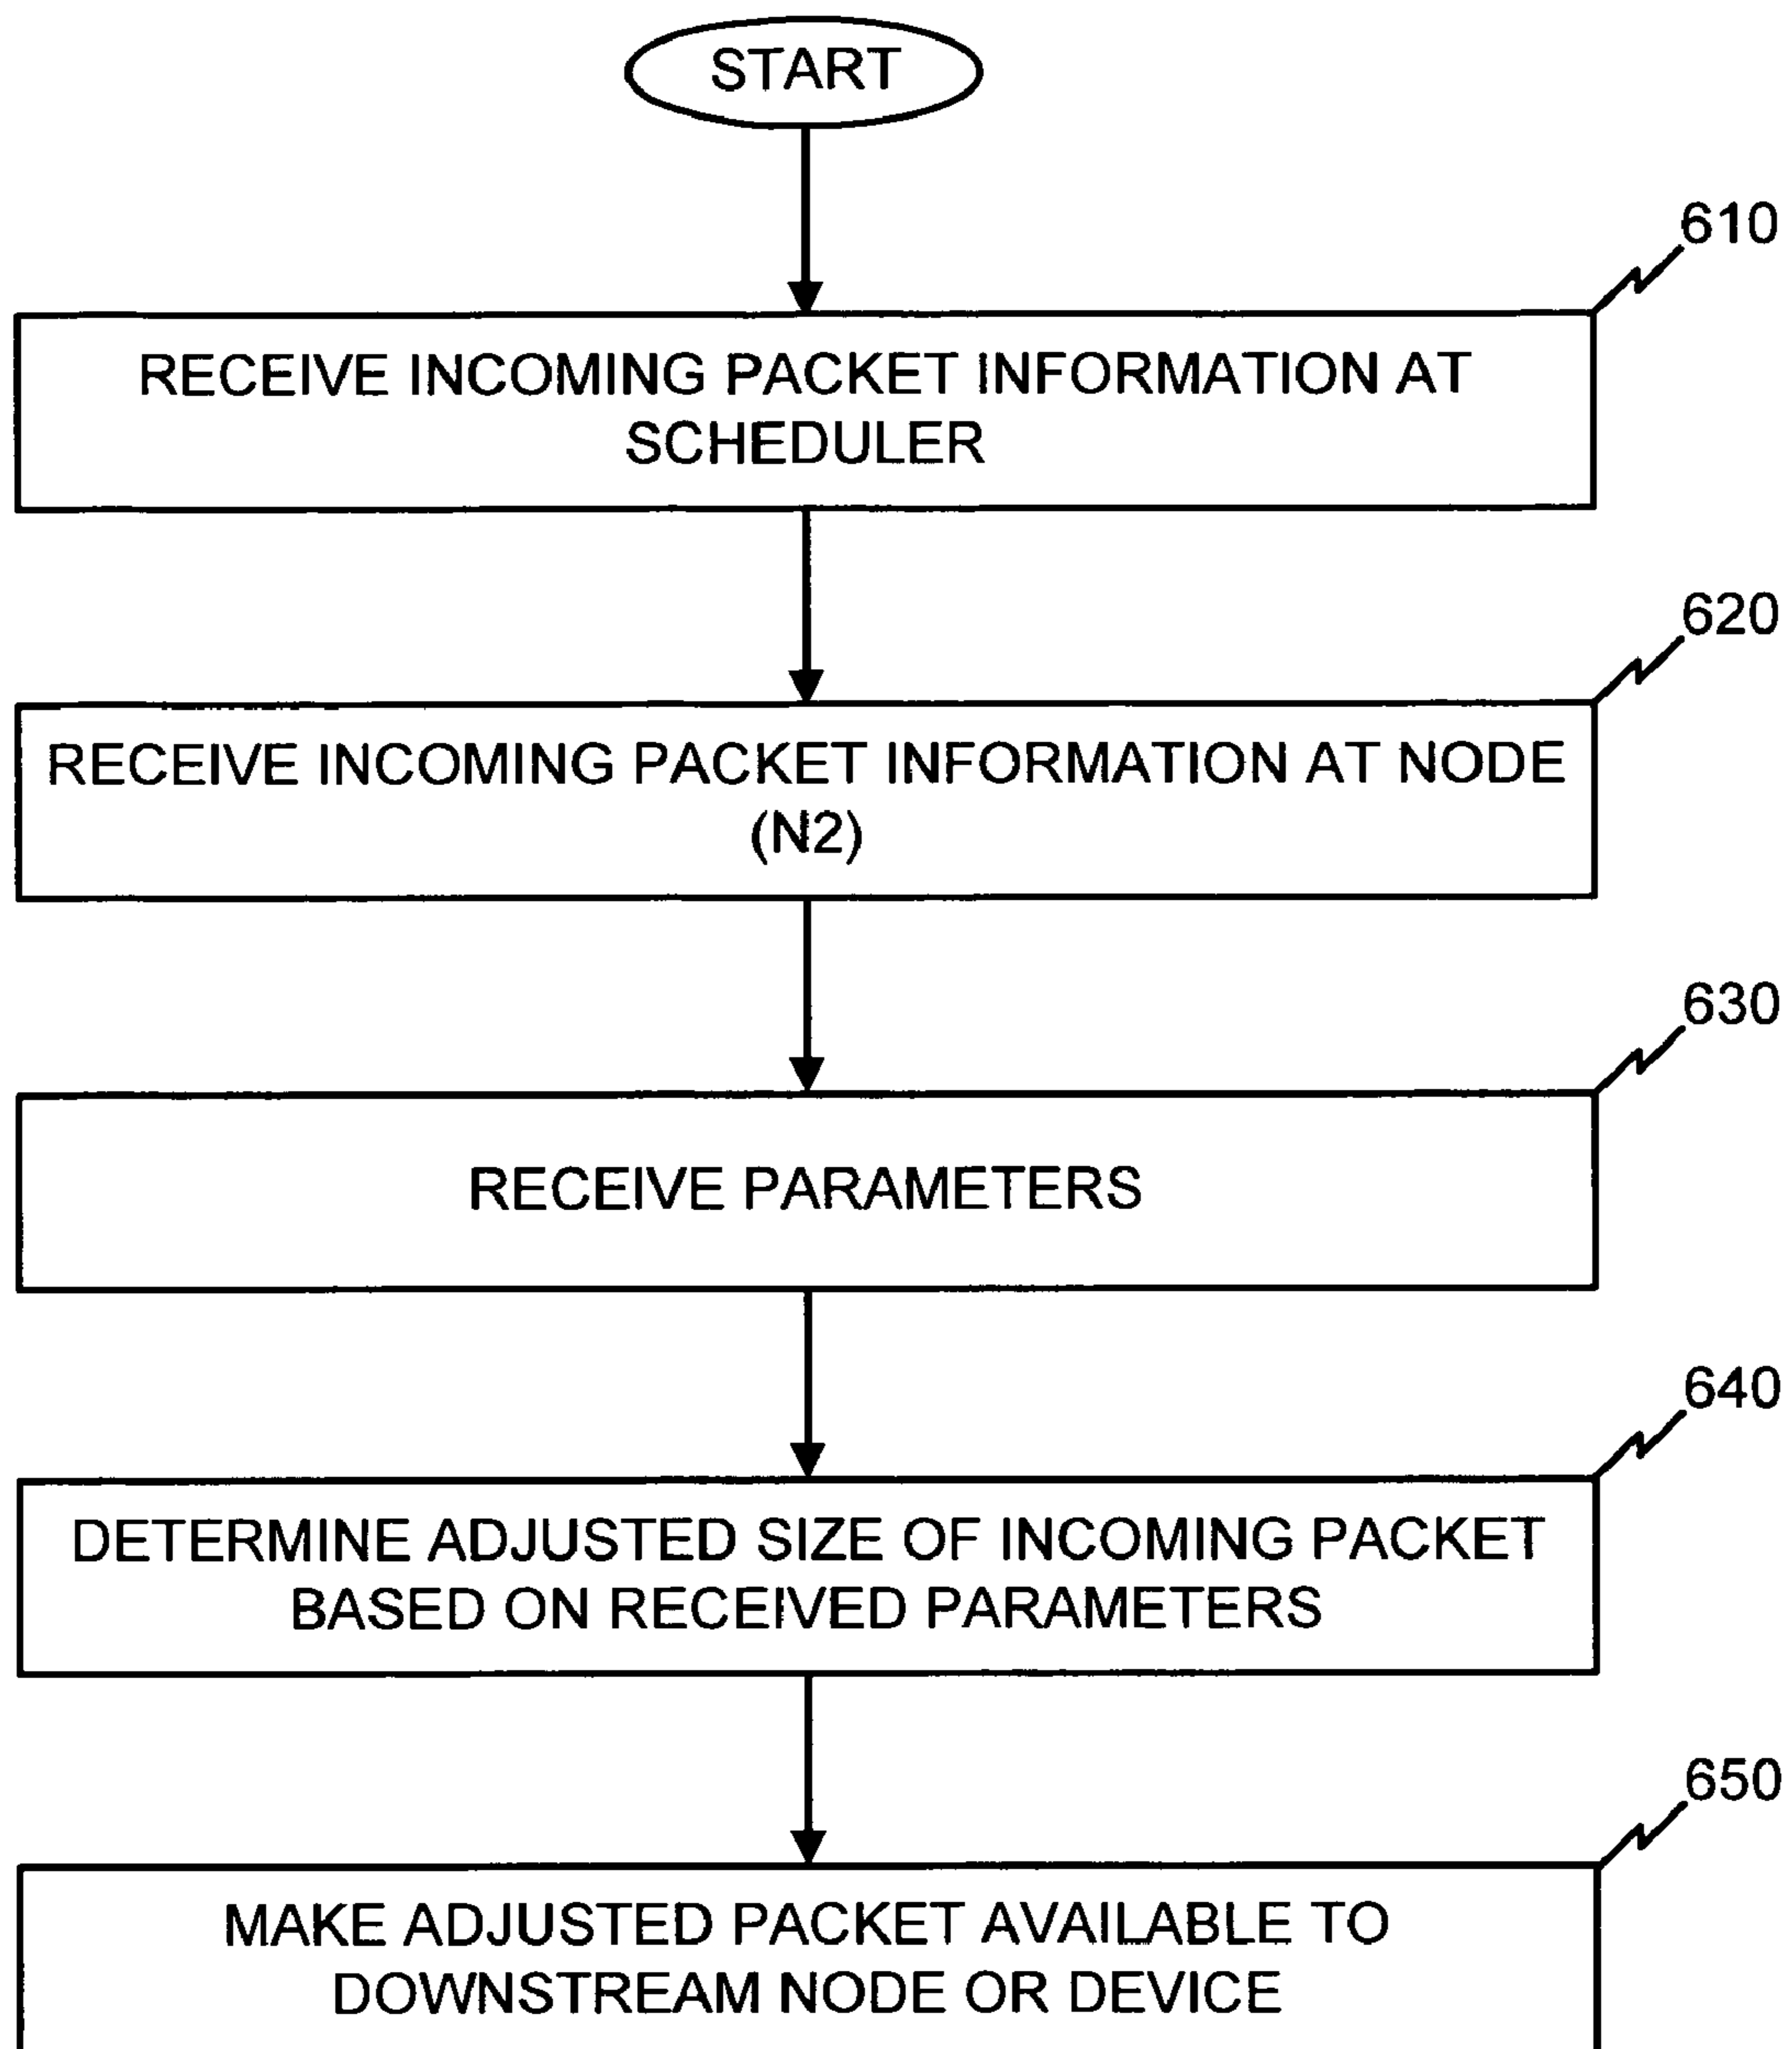 START
610
RECEIVE INCOMING PACKET INFORMATION AT
SCHEDULER
620
RECEIVE INCOMING PACKET INFORMATION AT NODE
(N2)
630
RECEIVE PARAMETERS
640
DETERMINE ADJUSTED SIZE OF INCOMING PACKET
BASED ON RECEIVED PARAMETERS
650
MAKE ADJUSTED PACKET AVAILABLE TO
DOWNSTREAM NODE OR DEVICE